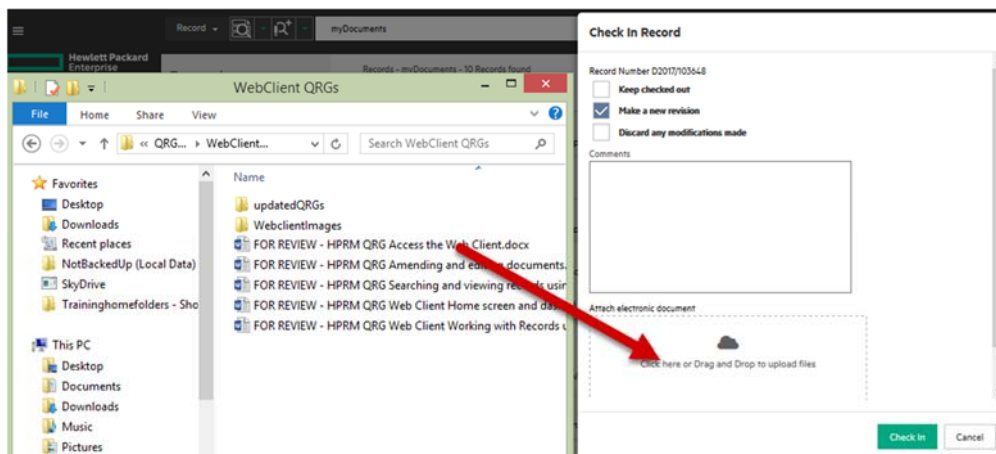 Record
myDocuments
Hewlett Packard
Enterprise
Records - myDocuments - 10 Records found
WebClient QRGs
File Home Share View
« QRG... WebClient...
Search WebClient QRGs
Favorites
Desktop
Downloads
Recent places
NotBackedUp (Local Data)
SkyDrive
Traininghomefolders - Sho
This PC
Desktop
Documents
Downloads
Music
Pictures
Name
updatedQRGs
WebclientImages
FOR REVIEW - HPRM QRG Access the Web Client.docx
FOR REVIEW - HPRM QRG Amending and editing documents.
FOR REVIEW - HPRM QRG Searching and viewing records usin
FOR REVIEW - HPRM QRG Web Client Home screen and das
FOR REVIEW - HPRM QRG Web Client Working with Records u
Check In Record
Record Number D2017/103648
Keep checked out
Make a new revision
Discard any modifications made
Comments
Attach electronic document
Click here or Drag and Drop to upload files
Check In
Cancel